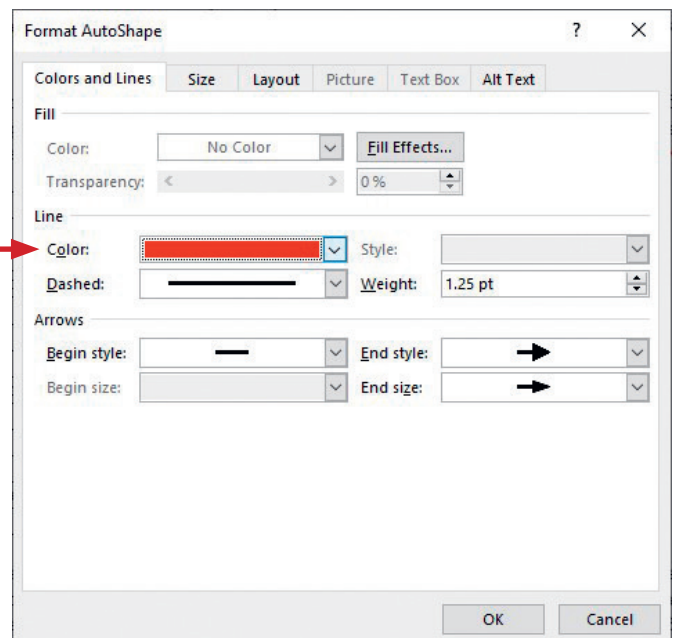 Format AutoShape ?
Colors and Lines Size Layout Picture Text Box Alt Text
Fill
Color: No Color Fill Effects...
Transparency: 0 %
Line
Color: Style:
Dashed: Weight: 1.25 pt
Arrows
Begin style: End style:
Begin size: End size:
OK Cancel